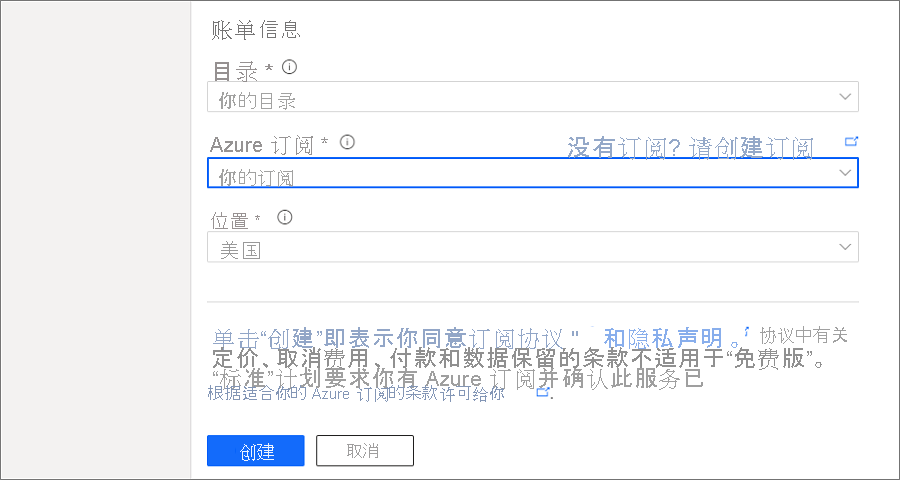 账单信息
目录 *
你的目录
Azure 订阅 *
没有订阅? 请创建订阅
你的订阅
位置 *
美国
单击“创建”即表示你同意订阅协议 " 和隐私声明 。 协议中有关
定价、取消费用、付款和数据保留的条款不适用于“免费版”。
“标准”计划要求你有 Azure 订阅并确认此服务已
根据适合你的 Azure 订阅的条款许可给你 .
创建
取消